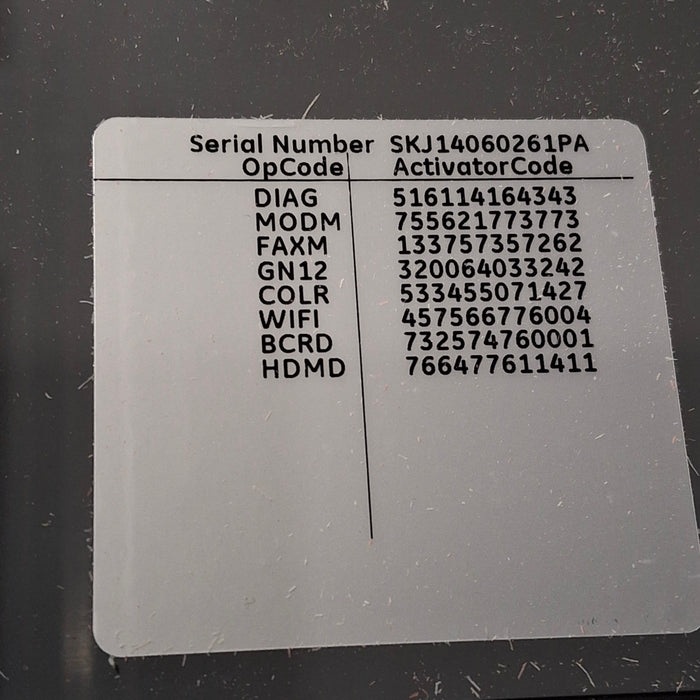 Serial Number SKJ14060261PA
OpCode ActivatorCode
DIAG 516114164343
MODM 755621773773
FAXM 133757357262
GN12 320064033242
COLR 533455071427
WIFI 457566776004
BCRD 732574760001
HDMD 766477611411